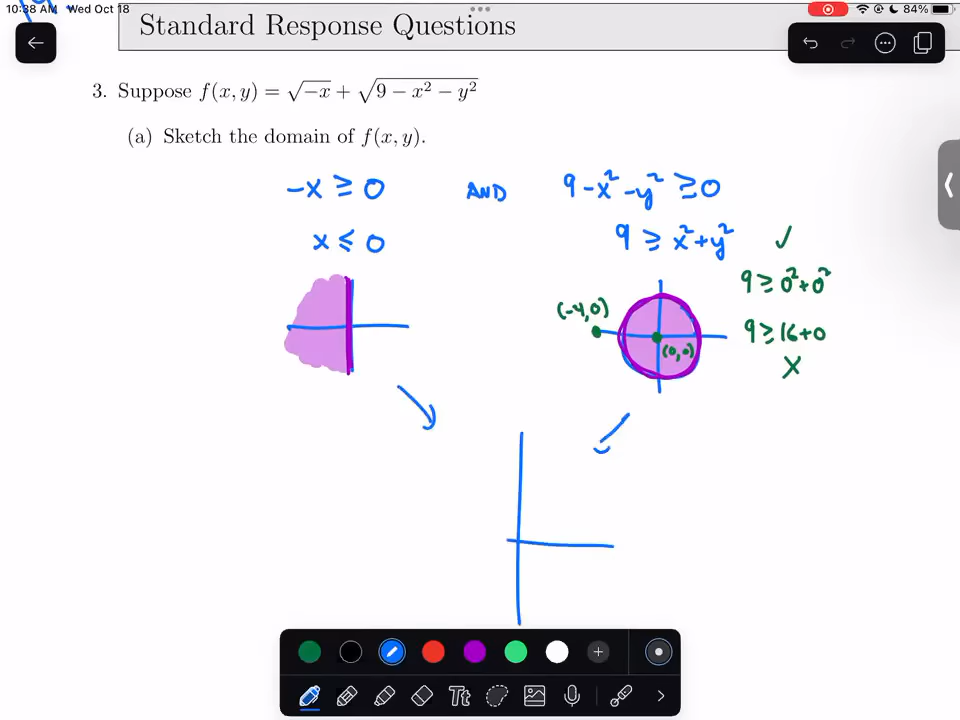 10:38 AM Wed Oct 18
84%
Standard Response Questions
3. Suppose f(x, y) = √−x + √9 − x² − y²
(a) Sketch the domain of f(x, y).
-x ≥ 0 AND 9-x²-y² ≥ 0
x ≤ 0 9 ≥ x²+y² ✓
9 ≥ 0²+0²
(-4,0)
9 ≥ 16+0
(0,0)
X
Tt